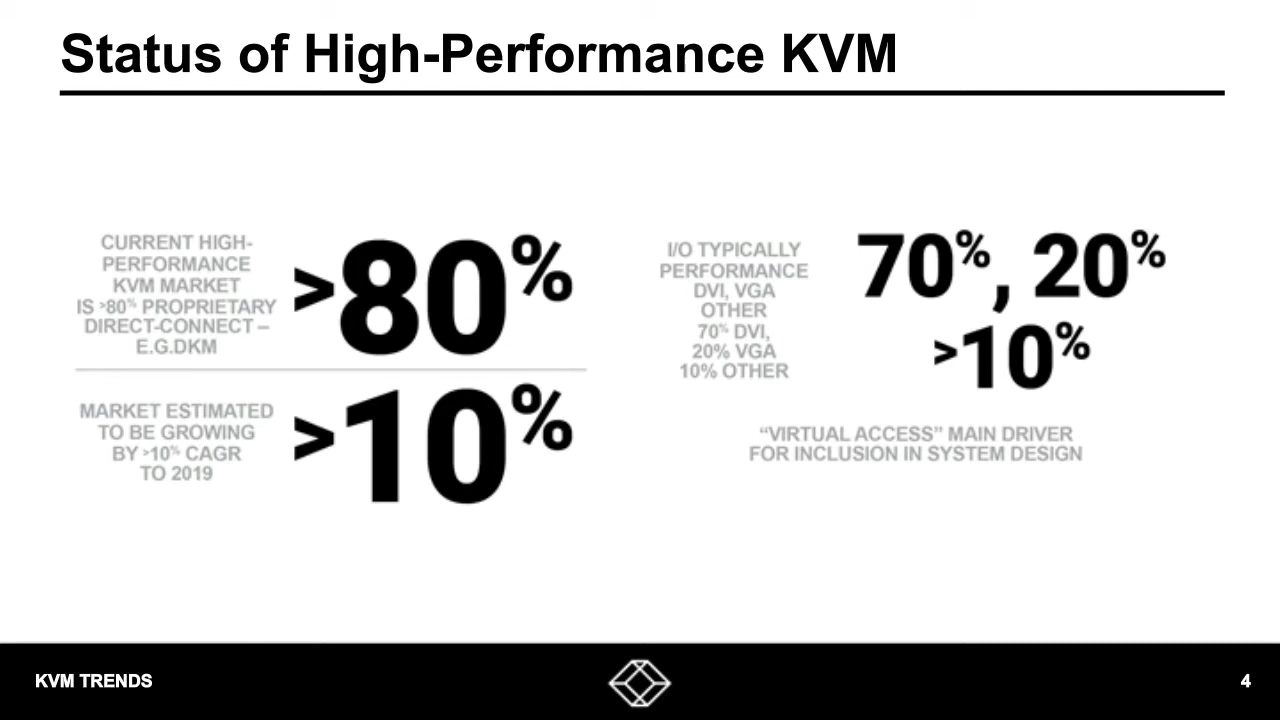 Status of High-Performance KVM
CURRENT HIGH-
PERFORMANCE
KVM MARKET
IS >80% PROPRIETARY
DIRECT-CONNECT –
E.G.DKM
>80%
MARKET ESTIMATED
TO BE GROWING
BY >10% CAGR
TO 2019
>10%
I/O TYPICALLY
PERFORMANCE
DVI, VGA
OTHER
70% DVI,
20% VGA
10% OTHER
70%, 20%
>10%
“VIRTUAL ACCESS” MAIN DRIVER
FOR INCLUSION IN SYSTEM DESIGN
KVM TRENDS
4